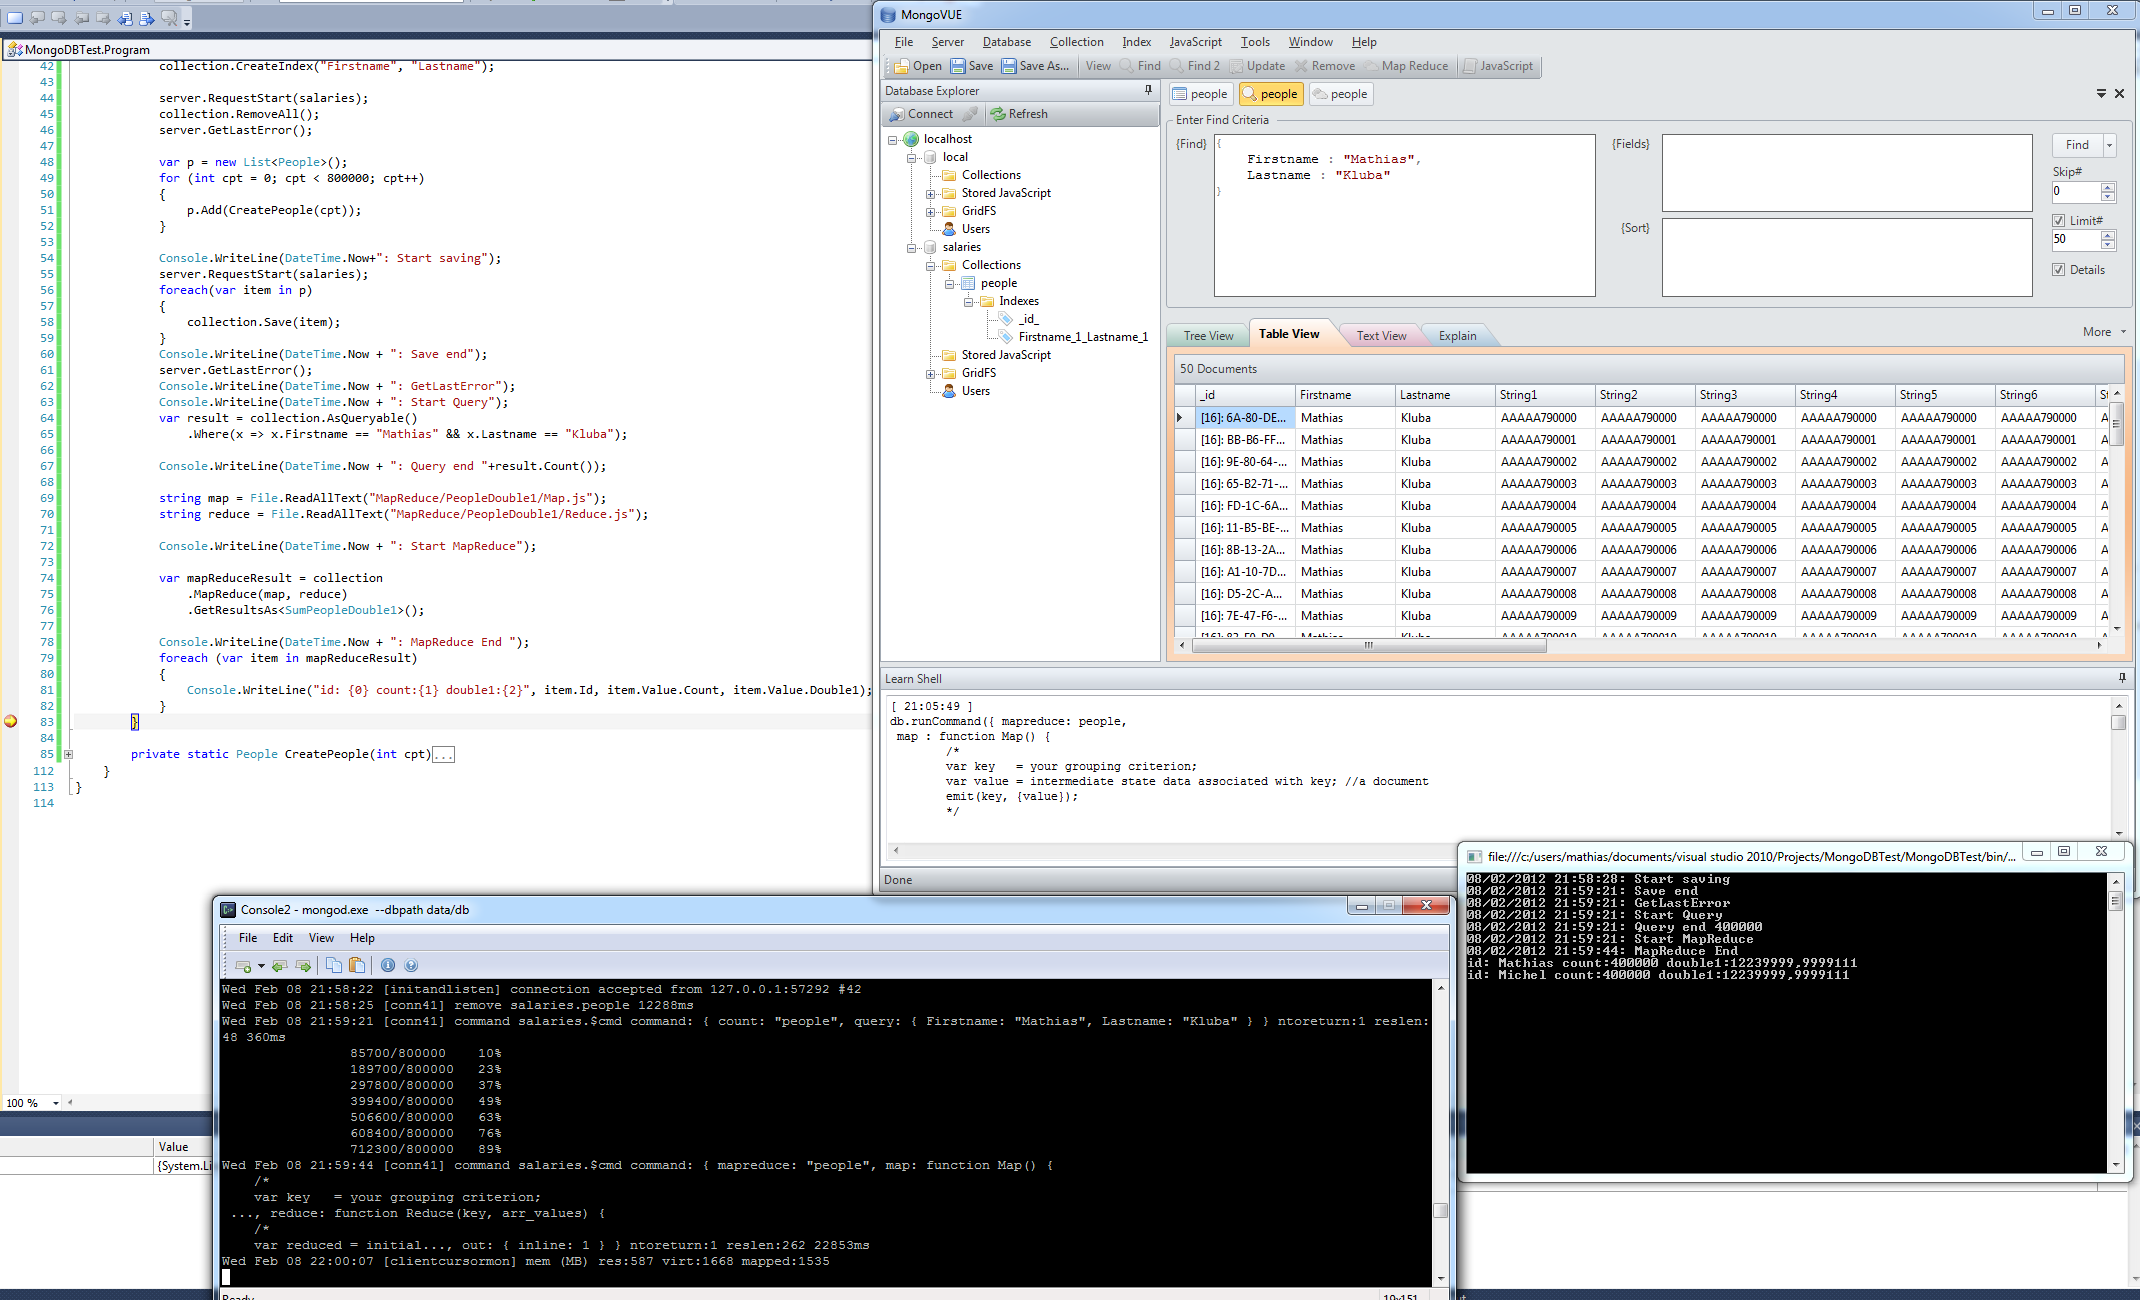 MongoDBTest.Program
42 collection.CreateIndex("Firstname", "Lastname");
43
44 server.RequestStart(salaries);
45 collection.RemoveAll();
46 server.GetLastError();
47
48 var p = new List<People>();
49 for (int cpt = 0; cpt < 800000; cpt++)
50 {
51 p.Add(CreatePeople(cpt));
52 }
53
54 Console.WriteLine(DateTime.Now+": Start saving");
55 server.RequestStart(salaries);
56 foreach(var item in p)
57 {
58 collection.Save(item);
59 }
60 Console.WriteLine(DateTime.Now + ": Save end");
61 server.GetLastError();
62 Console.WriteLine(DateTime.Now + ": GetLastError");
63 Console.WriteLine(DateTime.Now + ": Start Query");
64 var result = collection.AsQueryable()
65 .Where(x => x.Firstname == "Mathias" && x.Lastname == "Kluba");
66
67 Console.WriteLine(DateTime.Now + ": Query end "+result.Count());
68
69 string map = File.ReadAllText("MapReduce/PeopleDouble1/Map.js");
70 string reduce = File.ReadAllText("MapReduce/PeopleDouble1/Reduce.js");
71
72 Console.WriteLine(DateTime.Now + ": Start MapReduce");
73
74 var mapReduceResult = collection
75 .MapReduce(map, reduce)
76 .GetResultsAs<SumPeopleDouble1>();
77
78 Console.WriteLine(DateTime.Now + ": MapReduce End ");
79 foreach (var item in mapReduceResult)
80 {
81 Console.WriteLine("id: {0} count:{1} double1:{2}", item.Id, item.Value.Count, item.Value.Double1);
82 }
83 }
84
85 private static People CreatePeople(int cpt)...
112 }
113 }
114
100 %
Value
{System.Li
MongoVUE
File Server Database Collection Index JavaScript Tools Window Help
Open Save Save As... View Find Find 2 Update Remove Map Reduce JavaScript
Database Explorer
Connect Refresh
localhost
local
Collections
Stored JavaScript
GridFS
Users
salaries
Collections
people
Indexes
_id_
Firstname_1_Lastname_1
Stored JavaScript
GridFS
Users
people people people
Enter Find Criteria
{Find}
{
Firstname : "Mathias",
Lastname : "Kluba"
}
{Fields}
{Sort}
Find
Skip#
0
Limit#
50
Details
Tree View Table View Text View Explain More
50 Documents
_id Firstname Lastname String1 String2 String3 String4 String5 String6 St
[16]: 6A-80-DE... Mathias Kluba AAAAA790000 AAAAA790000 AAAAA790000 AAAAA790000 AAAAA790000 AAAAA790000 A
[16]: BB-B6-FF... Mathias Kluba AAAAA790001 AAAAA790001 AAAAA790001 AAAAA790001 AAAAA790001 AAAAA790001 A
[16]: 9E-80-64-... Mathias Kluba AAAAA790002 AAAAA790002 AAAAA790002 AAAAA790002 AAAAA790002 AAAAA790002 A
[16]: 65-B2-71-... Mathias Kluba AAAAA790003 AAAAA790003 AAAAA790003 AAAAA790003 AAAAA790003 AAAAA790003 A
[16]: FD-1C-6A... Mathias Kluba AAAAA790004 AAAAA790004 AAAAA790004 AAAAA790004 AAAAA790004 AAAAA790004 A
[16]: 11-B5-BE-... Mathias Kluba AAAAA790005 AAAAA790005 AAAAA790005 AAAAA790005 AAAAA790005 AAAAA790005 A
[16]: 8B-13-2A... Mathias Kluba AAAAA790006 AAAAA790006 AAAAA790006 AAAAA790006 AAAAA790006 AAAAA790006 A
[16]: A1-10-7D... Mathias Kluba AAAAA790007 AAAAA790007 AAAAA790007 AAAAA790007 AAAAA790007 AAAAA790007 A
[16]: D5-2C-A... Mathias Kluba AAAAA790008 AAAAA790008 AAAAA790008 AAAAA790008 AAAAA790008 AAAAA790008 A
[16]: 7E-47-F6-... Mathias Kluba AAAAA790009 AAAAA790009 AAAAA790009 AAAAA790009 AAAAA790009 AAAAA790009 A
Learn Shell
[ 21:05:49 ]
db.runCommand({ mapreduce: people,
map : function Map() {
/*
var key = your grouping criterion;
var value = intermediate state data associated with key; //a document
emit(key, {value});
*/
Done
file:///c:/users/mathias/documents/visual studio 2010/Projects/MongoDBTest/MongoDBTest/bin/...
08/02/2012 21:58:28: Start saving
08/02/2012 21:59:21: Save end
08/02/2012 21:59:21: GetLastError
08/02/2012 21:59:21: Start Query
08/02/2012 21:59:21: Query end 400000
08/02/2012 21:59:21: Start MapReduce
08/02/2012 21:59:44: MapReduce End
id: Mathias count:400000 double1:12239999,9999111
id: Michel count:400000 double1:12239999,9999111
Console2 - mongod.exe --dbpath data/db
File Edit View Help
Wed Feb 08 21:58:22 [initandlisten] connection accepted from 127.0.0.1:57292 #42
Wed Feb 08 21:58:25 [conn41] remove salaries.people 12288ms
Wed Feb 08 21:59:21 [conn41] command salaries.$cmd command: { count: "people", query: { Firstname: "Mathias", Lastname: "Kluba" } } ntoreturn:1 reslen:
48 360ms
85700/800000 10%
189700/800000 23%
297800/800000 37%
399400/800000 49%
506600/800000 63%
608400/800000 76%
712300/800000 89%
Wed Feb 08 21:59:44 [conn41] command salaries.$cmd command: { mapreduce: "people", map: function Map() {
/*
var key = your grouping criterion;
..., reduce: function Reduce(key, arr_values) {
/*
var reduced = initial..., out: { inline: 1 } } ntoreturn:1 reslen:262 22853ms
Wed Feb 08 22:00:07 [clientcursormon] mem (MB) res:587 virt:1668 mapped:1535
Ready
19x151